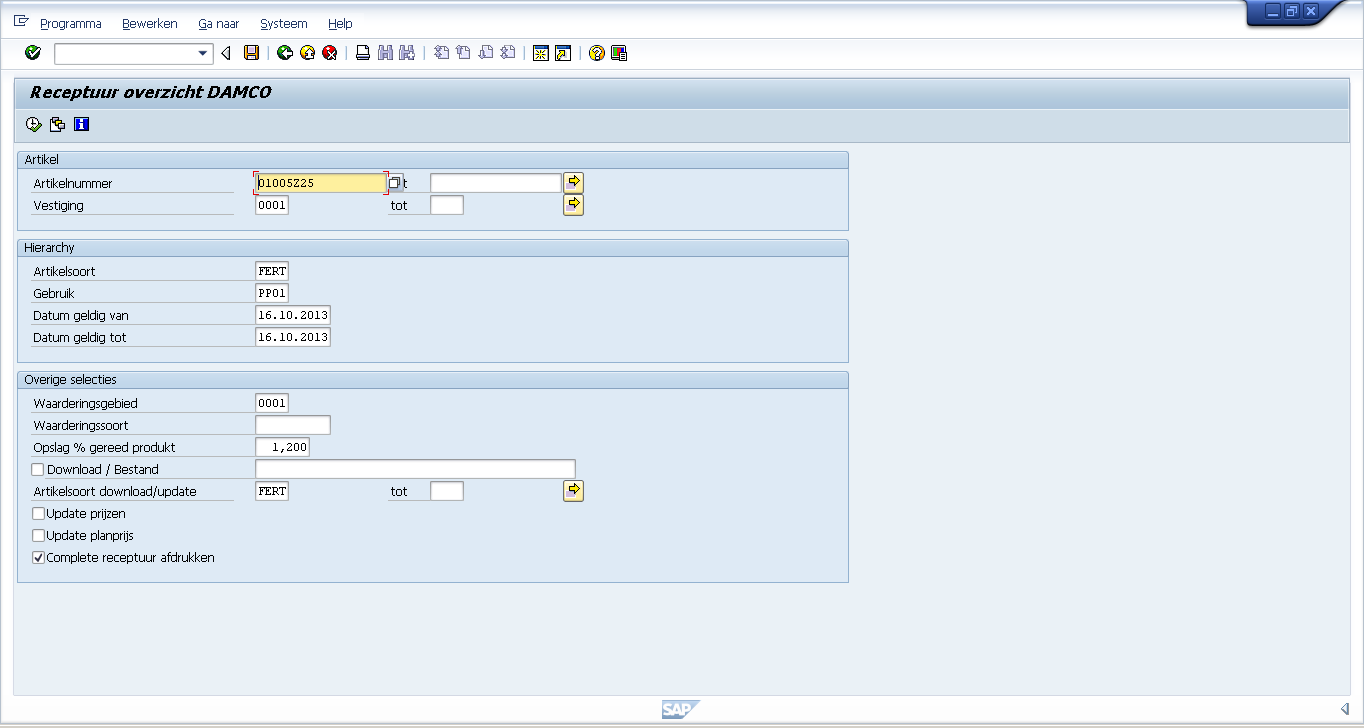 Programma Bewerken Ga naar Systeem Help
Receptuur overzicht DAMCO
Artikel
Artikelnummer 01005Z25 t
Vestiging 0001 tot
Hierarchy
Artikelsoort FERT
Gebruik PP01
Datum geldig van 16.10.2013
Datum geldig tot 16.10.2013
Overige selecties
Waarderingsgebied 0001
Waarderingssoort
Opslag % gereed produkt 1,200
Download / Bestand
Artikelsoort download/update FERT tot
Update prijzen
Update planprijs
Complete receptuur afdrukken
SAP